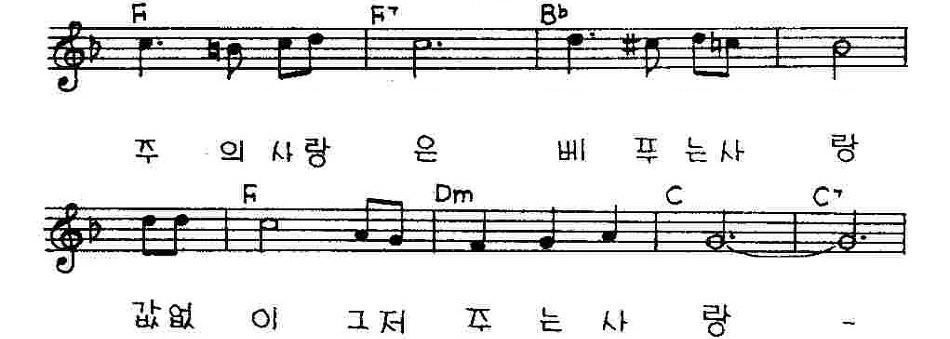 F F7 Bb
주 의 사 랑 은 베 푸 는 사 랑
F Dm C C7
값 없 이 그 저 주 는 사 랑 -